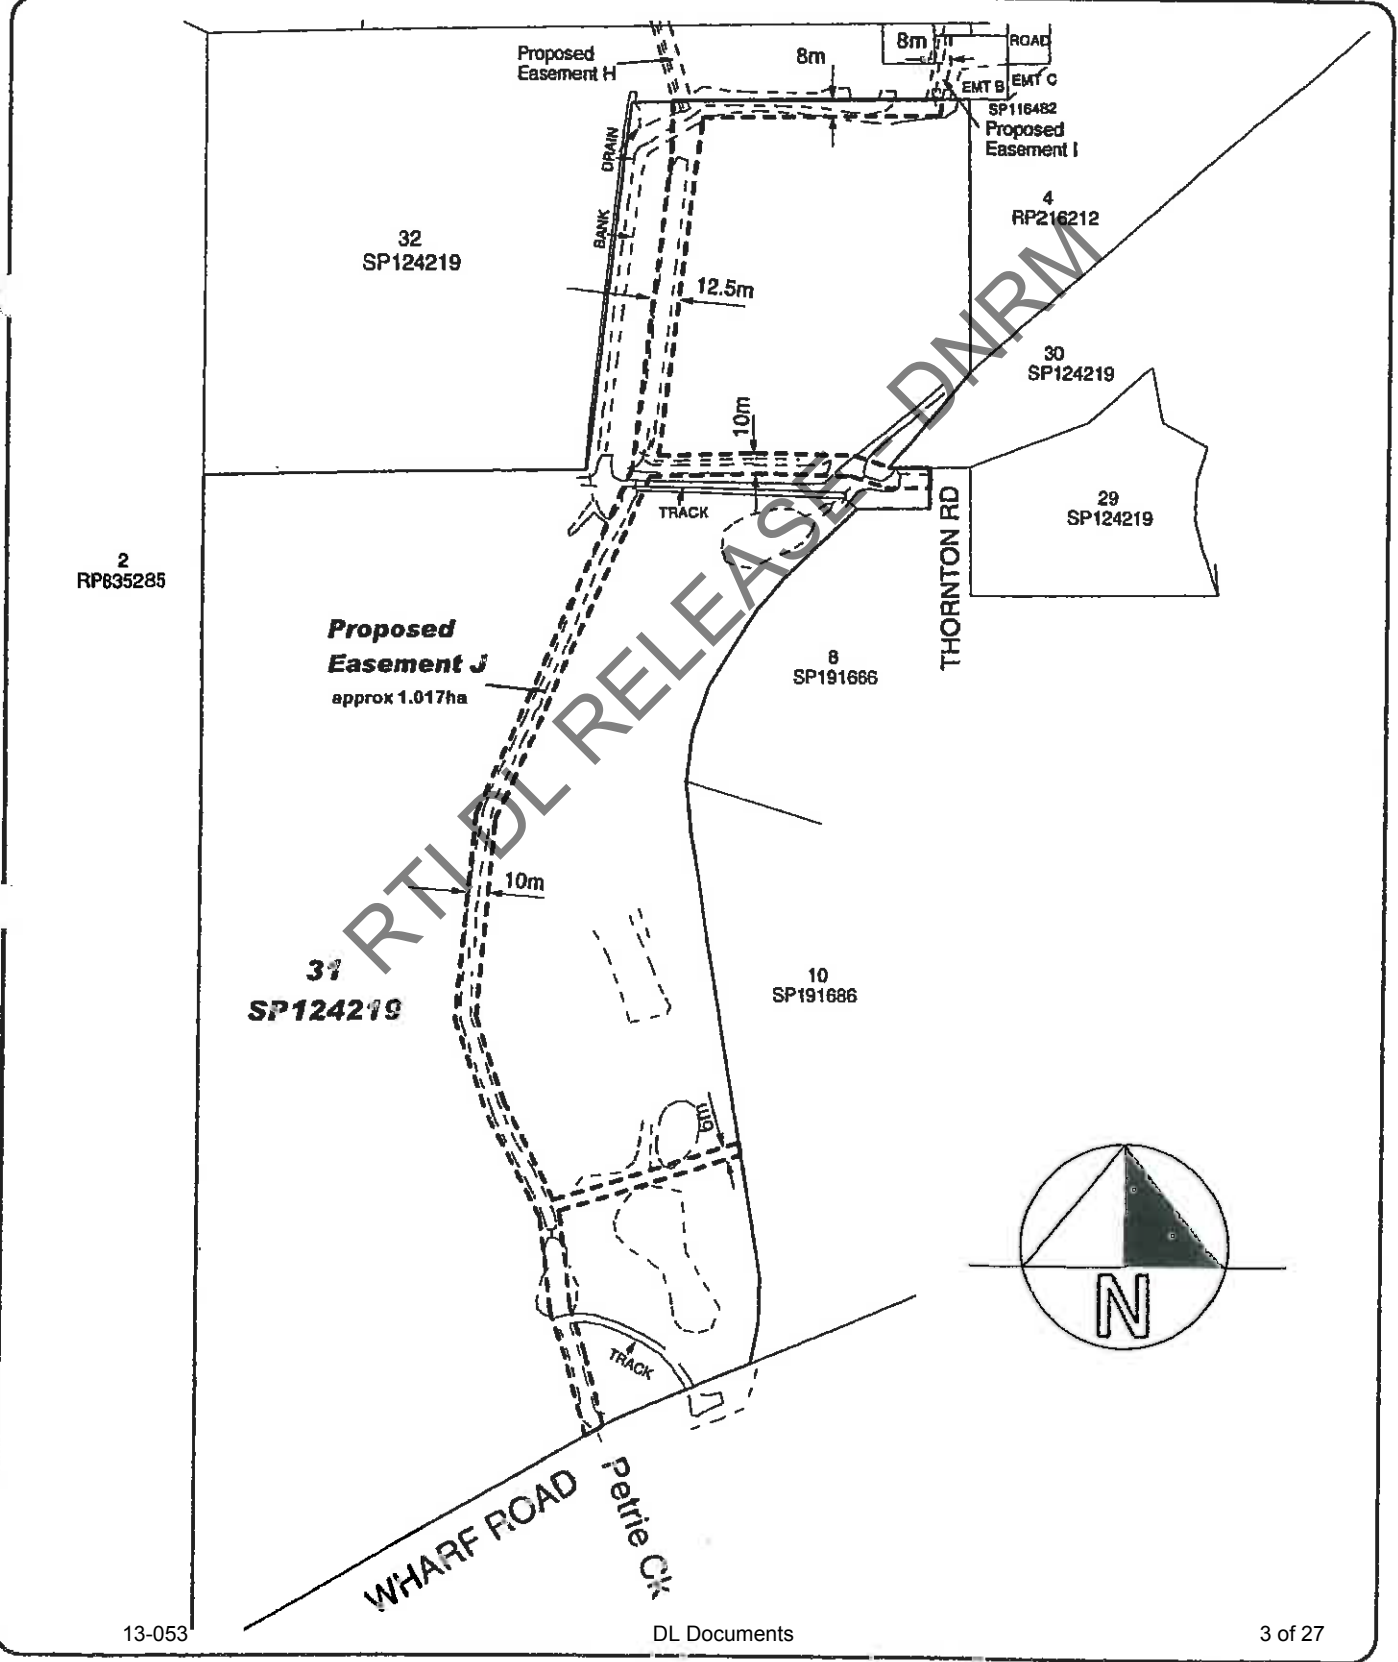 Proposed
Easement H
8m
8m
ROAD
EMT B
EMT C
SP116482
Proposed
Easement I
DRAIN
BANK
32
SP124219
4
RP216212
12.5m
30
SP124219
10m
TRACK
THORNTON RD
29
SP124219
2
RP835285
Proposed
Easement J
approx 1.017ha
8
SP191666
10m
31
SP124219
10
SP191686
6m
N
TRACK
WHARF ROAD
Petrie Ck
RTI DL RELEASE - DNRM
13-053
DL Documents
3 of 27